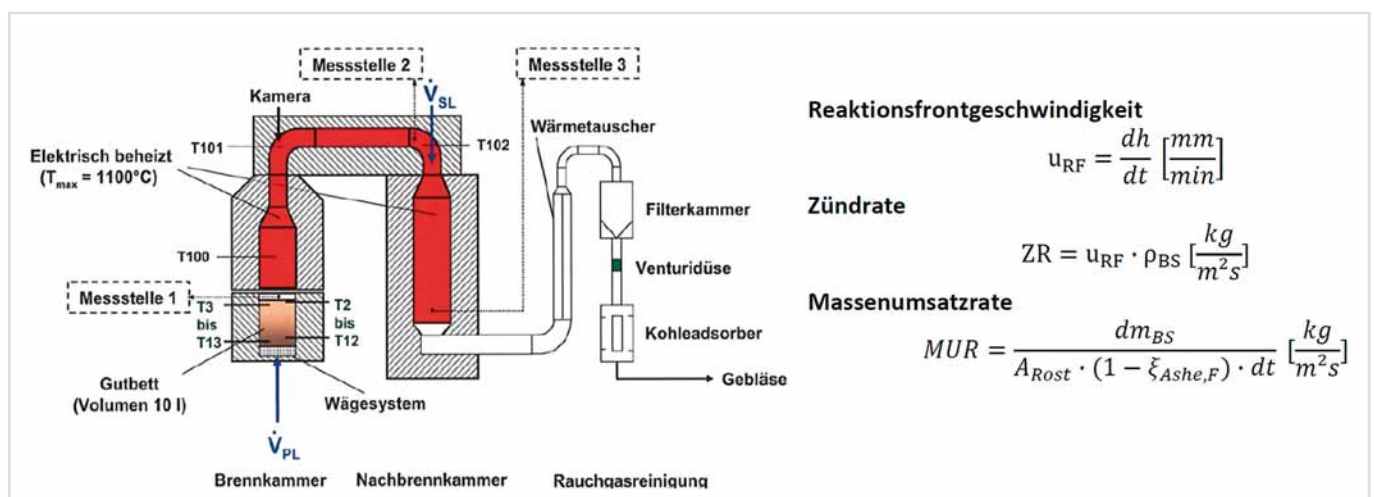 Messstelle 2
Messstelle 3
Kamera
V̇SL
Wärmetauscher
T101
T102
Elektrisch beheizt
(Tmax = 1100°C)
Filterkammer
T100
Venturidüse
Messstelle 1
T3
bis
T13
T2
bis
T12
Kohleadsorber
Gebläse
Gutbett
(Volumen 10 l)
Wägesystem
V̇PL
Brennkammer Nachbrennkammer Rauchgasreinigung
Reaktionsfrontgeschwindigkeit
uRF = dh/dt [mm/min]
Zündrate
ZR = uRF · ρBS [kg/m²s]
Massenumsatzrate
MUR = dmBS/(ARost · (1 − ξAshe,F) · dt) [kg/m²s]